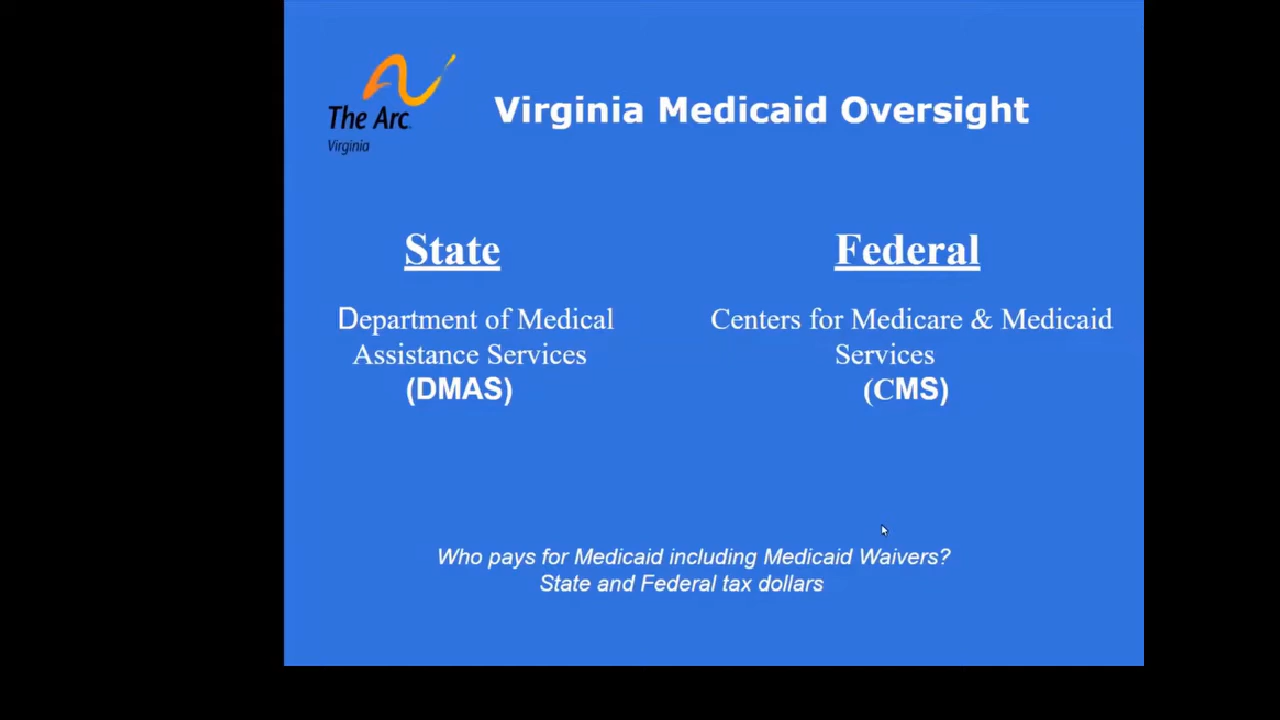 The Arc
Virginia
Virginia Medicaid Oversight
State
Department of Medical
Assistance Services
(DMAS)
Federal
Centers for Medicare & Medicaid
Services
(CMS)
Who pays for Medicaid including Medicaid Waivers?
State and Federal tax dollars